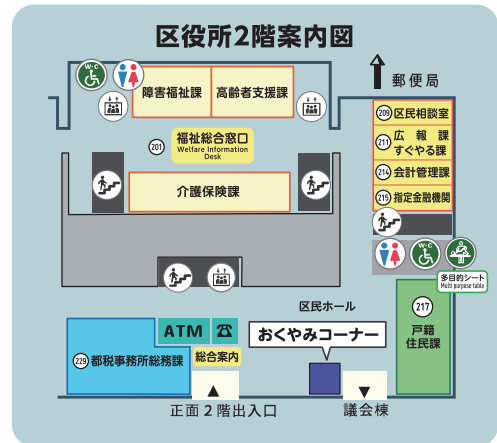 区役所2階案内図
W・C
郵便局
障害福祉課
高齢者支援課
209 区民相談室
211 広報課
すぐやる課
214 会計管理課
215 指定金融機関
201
福祉総合窓口
Welfare Information
Desk
介護保険課
W・C
多目的シート
Multi purpose table
区民ホール
217
戸籍
住民課
ATM
おくやみコーナー
229 都税事務所総務課
総合案内
正面2階出入口
議会棟